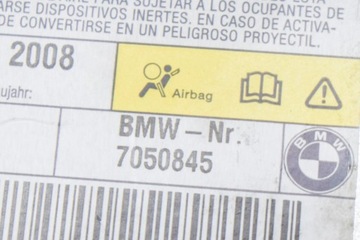 PARA SUJETAR A LOS OCUPANTES DE
ARSE DISPOSITIVOS INERTES. EN CASO DE ACTIVA-
DE CONVERTIRSE EN UN PELIGROSO PROYECTIL.
2008
Airbag
ujahr:
BMW-Nr.
7050845
BMW